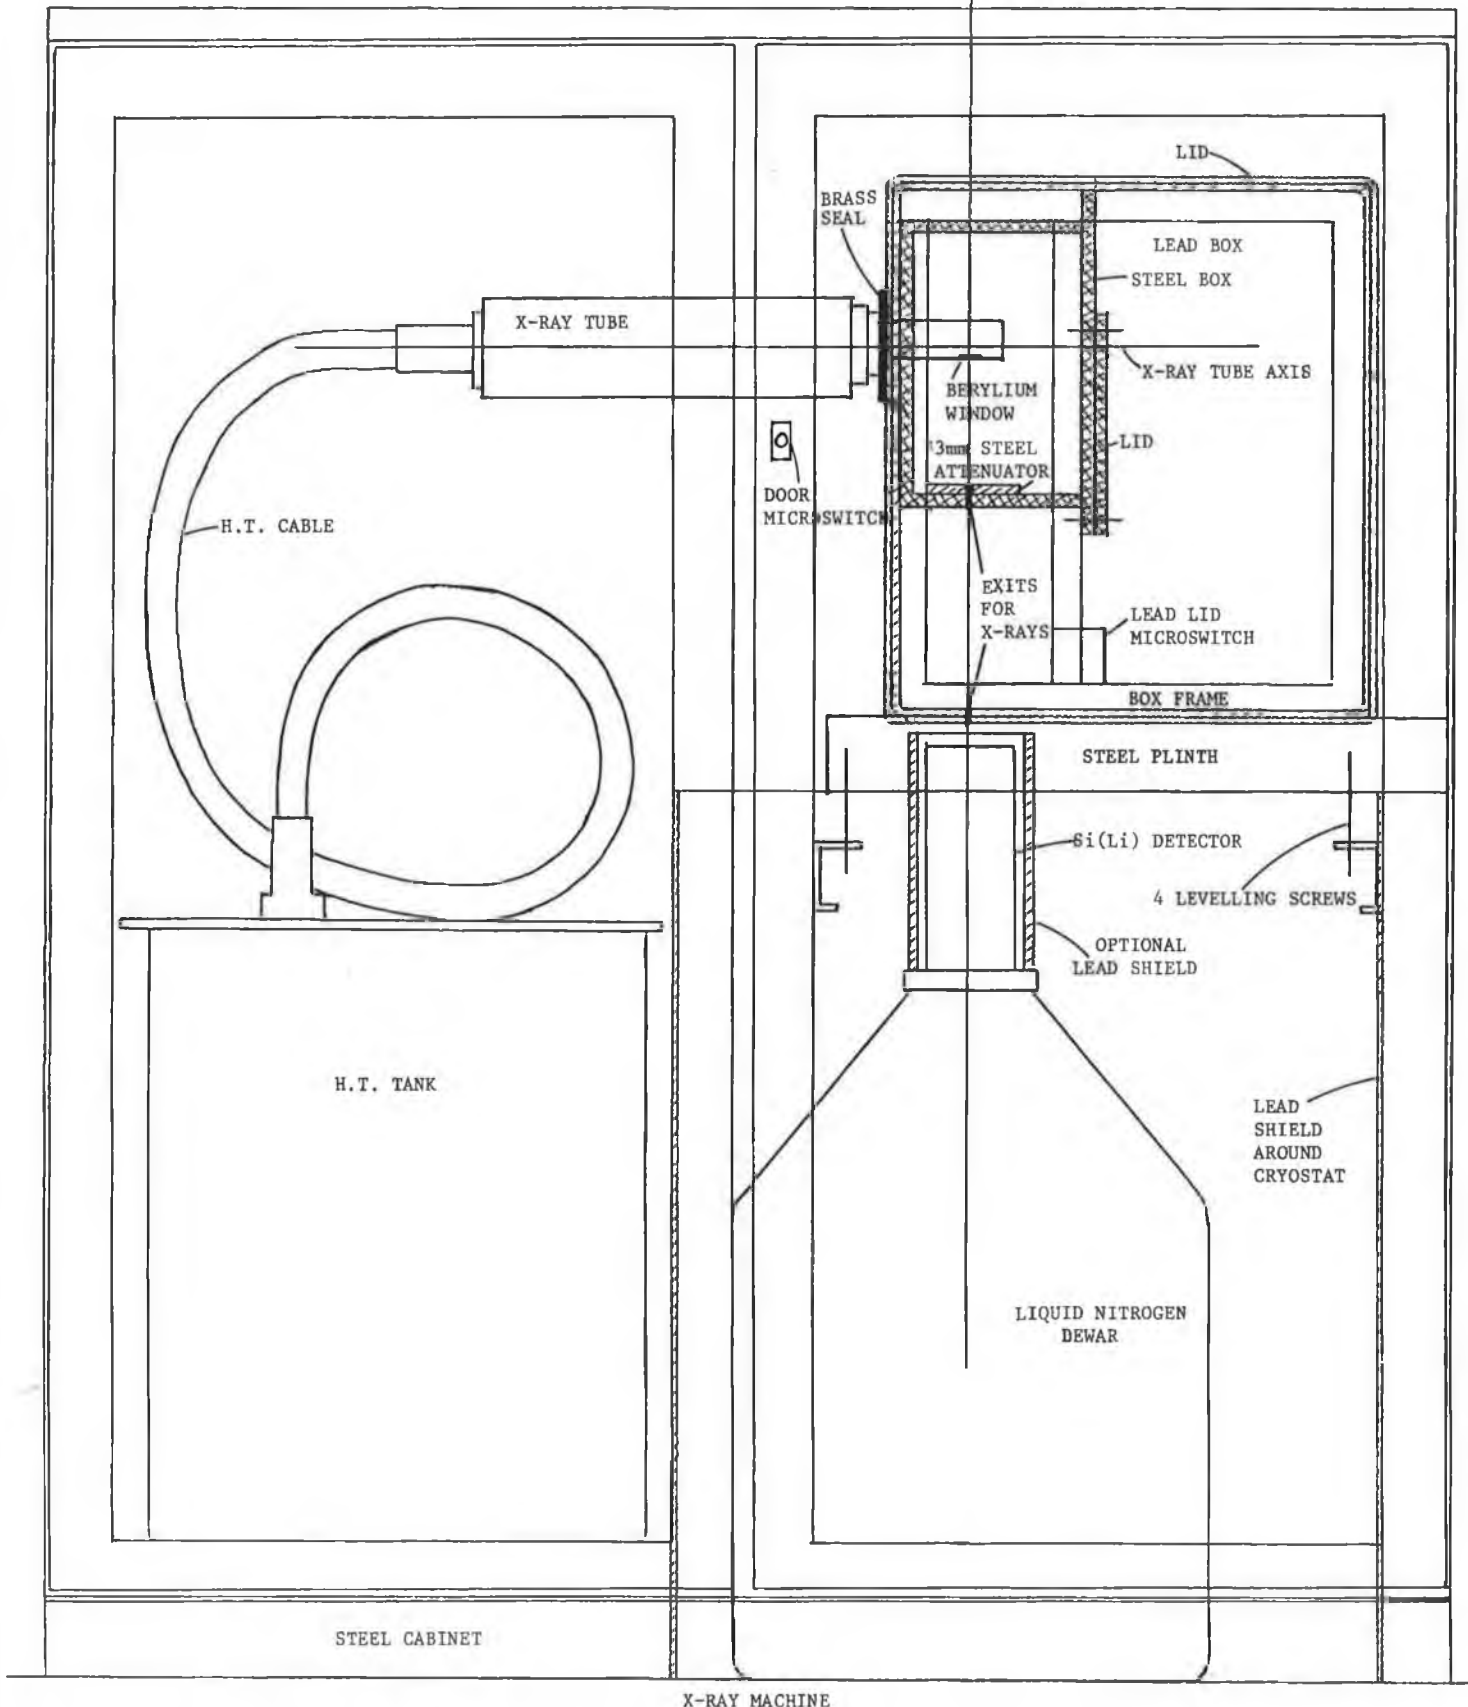 LID
BRASS
SEAL
LEAD BOX
STEEL BOX
X-RAY TUBE
X-RAY TUBE AXIS
BERYLIUM
WINDOW
LID
3mm STEEL
ATTENUATOR
DOOR
MICROSWITCH
H.T. CABLE
EXITS
FOR
X-RAYS
LEAD LID
MICROSWITCH
BOX FRAME
STEEL PLINTH
Si(Li) DETECTOR
4 LEVELLING SCREWS
OPTIONAL
LEAD SHIELD
H.T. TANK
LEAD
SHIELD
AROUND
CRYOSTAT
LIQUID NITROGEN
DEWAR
STEEL CABINET
X-RAY MACHINE